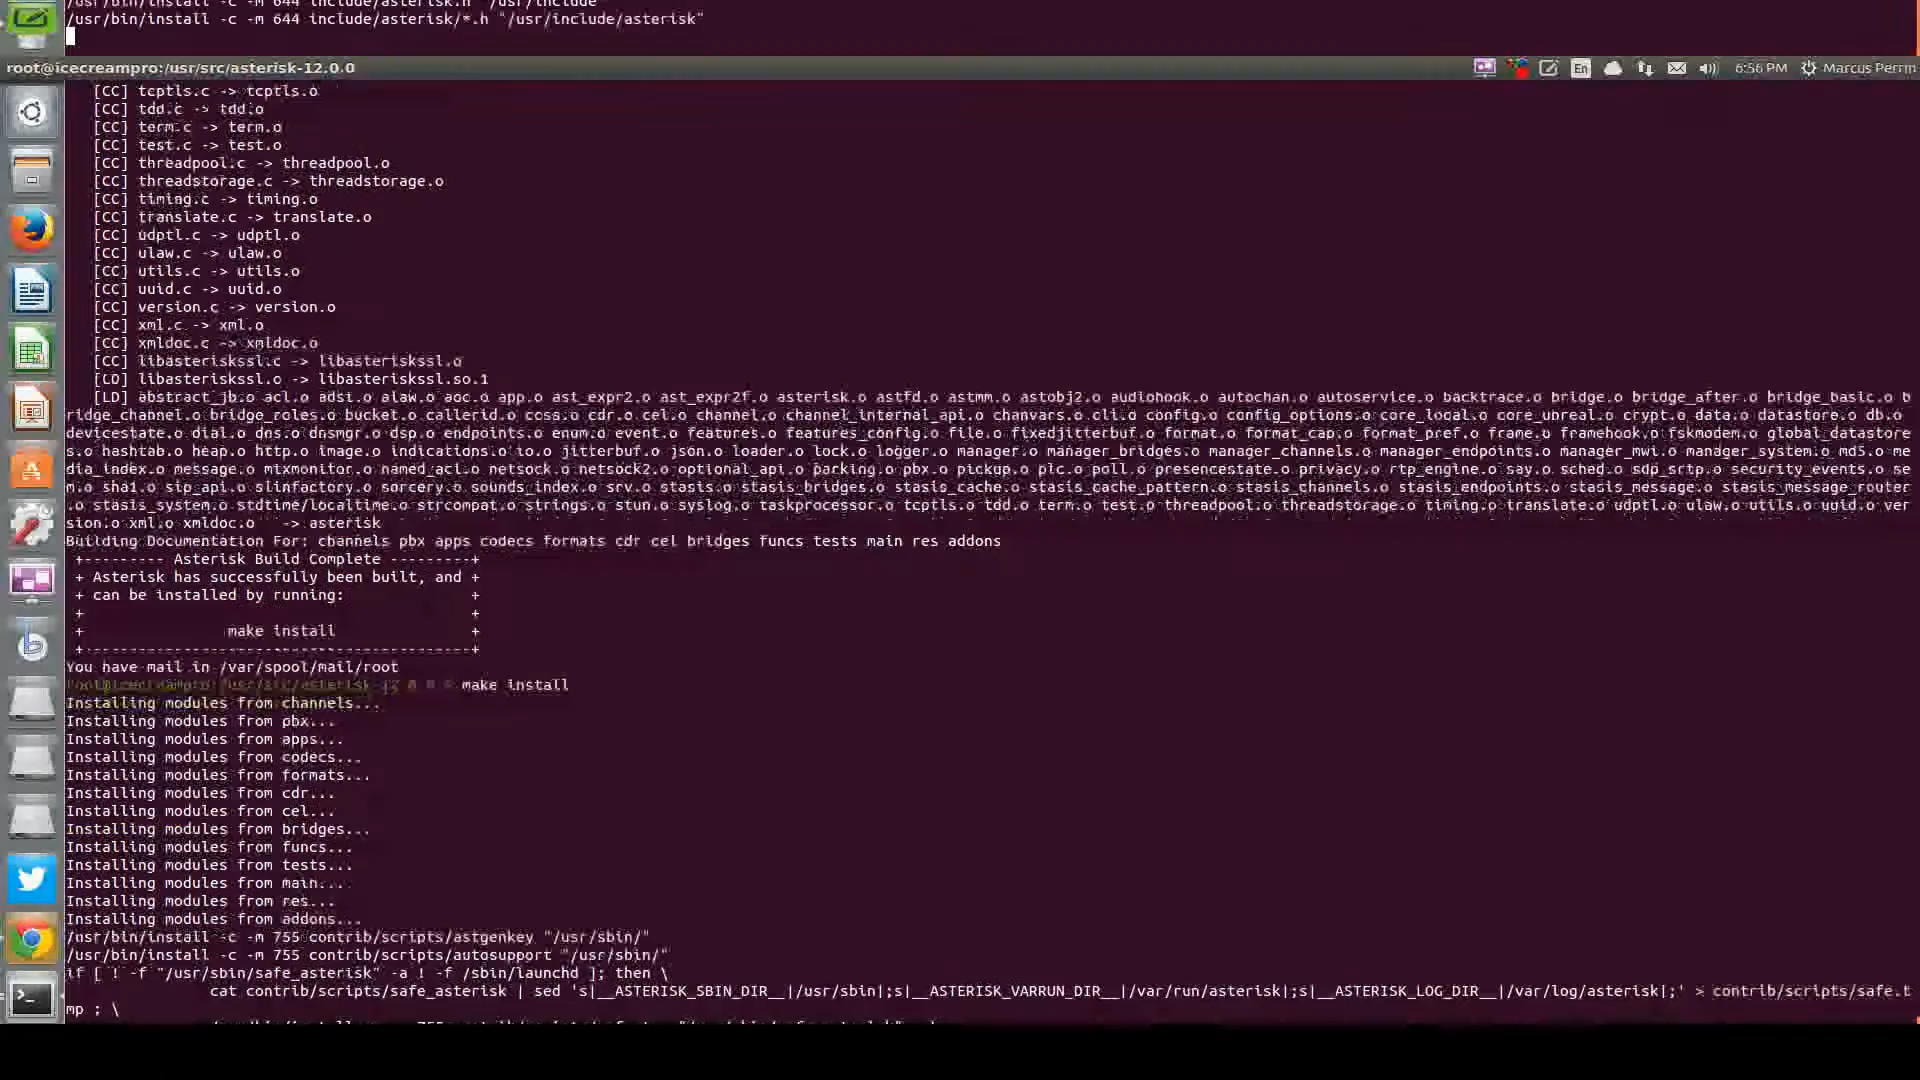 /usr/bin/install -c -m 644 include/asterisk.h "/usr/include"
/usr/bin/install -c -m 644 include/asterisk/*.h "/usr/include/asterisk"
root@icecreampro:/usr/src/asterisk-12.0.0
En
6:56 PM
Marcus Perrin
[CC] tcptls.c -> tcptls.o
[CC] tdd.c -> tdd.o
[CC] term.c -> term.o
[CC] test.c -> test.o
[CC] threadpool.c -> threadpool.o
[CC] threadstorage.c -> threadstorage.o
[CC] timing.c -> timing.o
[CC] translate.c -> translate.o
[CC] udptl.c -> udptl.o
[CC] ulaw.c -> ulaw.o
[CC] utils.c -> utils.o
[CC] uuid.c -> uuid.o
[CC] version.c -> version.o
[CC] xml.c -> xml.o
[CC] xmldoc.c -> xmldoc.o
[CC] libasteriskssl.c -> libasteriskssl.o
[LD] libasteriskssl.o -> libasteriskssl.so.1
[LD] abstract_jb.o acl.o adsi.o alaw.o aoc.o app.o ast_expr2.o ast_expr2f.o asterisk.o astfd.o astmm.o astobj2.o audiohook.o autochan.o autoservice.o backtrace.o bridge.o bridge_after.o bridge_basic.o b
ridge_channel.o bridge_roles.o bucket.o callerid.o ccss.o cdr.o cel.o channel.o channel_internal_api.o chanvars.o cli.o config.o config_options.o core_local.o core_unreal.o crypt.o data.o datastore.o db.o
devicestate.o dial.o dns.o dnsmgr.o dsp.o endpoints.o enum.o event.o features.o features_config.o file.o fixedjitterbuf.o format.o format_cap.o format_pref.o frame.o framehook.o fskmodem.o global_datastore
s.o hashtab.o heap.o http.o image.o indications.o io.o jitterbuf.o json.o loader.o lock.o logger.o manager.o manager_bridges.o manager_channels.o manager_endpoints.o manager_mwi.o manager_system.o md5.o me
dia_index.o message.o mixmonitor.o named_acl.o netsock.o netsock2.o optional_api.o parking.o pbx.o pickup.o plc.o poll.o presencestate.o privacy.o rtp_engine.o say.o sched.o sdp_srtp.o security_events.o se
m.o sha1.o sip_api.o slinfactory.o sorcery.o sounds_index.o srv.o stasis.o stasis_bridges.o stasis_cache.o stasis_cache_pattern.o stasis_channels.o stasis_endpoints.o stasis_message.o stasis_message_router
.o stasis_system.o stdtime/localtime.o strcompat.o strings.o stun.o syslog.o taskprocessor.o tcptls.o tdd.o term.o test.o threadpool.o threadstorage.o timing.o translate.o udptl.o ulaw.o utils.o uuid.o ver
sion.o xml.o xmldoc.o -> asterisk
Building Documentation For: channels pbx apps codecs formats cdr cel bridges funcs tests main res addons
+--------- Asterisk Build Complete ---------+
+ Asterisk has successfully been built, and +
+ can be installed by running: +
+ +
+ make install +
+-------------------------------------------+
You have mail in /var/spool/mail/root
make install
Installing modules from channels...
Installing modules from pbx...
Installing modules from apps...
Installing modules from codecs...
Installing modules from formats...
Installing modules from cdr...
Installing modules from cel...
Installing modules from bridges...
Installing modules from funcs...
Installing modules from tests...
Installing modules from main...
Installing modules from res...
Installing modules from addons...
/usr/bin/install -c -m 755 contrib/scripts/astgenkey "/usr/sbin/"
/usr/bin/install -c -m 755 contrib/scripts/autosupport "/usr/sbin/"
if [ ! -f "/usr/sbin/safe_asterisk" -a ! -f /sbin/launchd ]; then \
cat contrib/scripts/safe_asterisk | sed 's|__ASTERISK_SBIN_DIR__|/usr/sbin|;s|__ASTERISK_VARRUN_DIR__|/var/run/asterisk|;s|__ASTERISK_LOG_DIR__|/var/log/asterisk|;' > contrib/scripts/safe.t
mp ; \